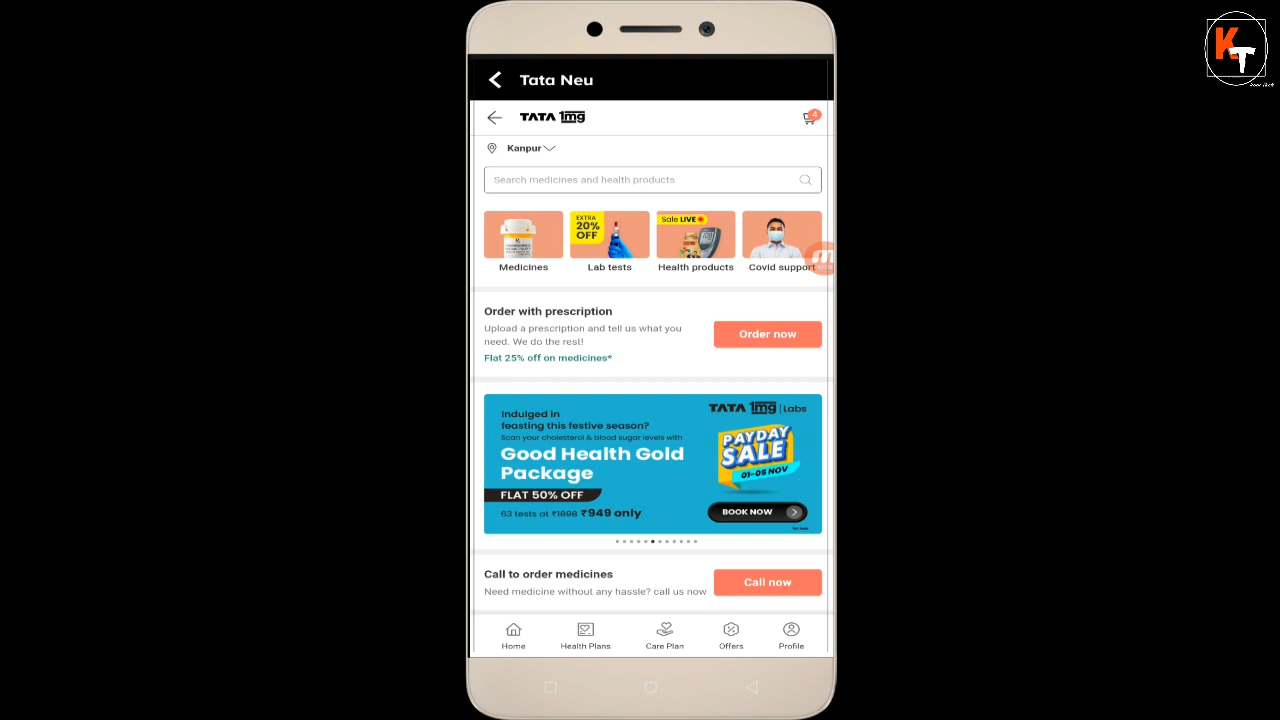 KT
Tata Neu
TATA 1mg
4
Kanpur
Search medicines and health products
EXTRA
20%
OFF
Sale LIVE
Medicines
Lab tests
Health products
Covid support
Order with prescription
Upload a prescription and tell us what you
need. We do the rest!
Flat 25% off on medicines*
Order now
TATA 1mg | Labs
Indulged in
feasting this festive season?
Scan your cholesterol & blood sugar levels with
Good Health Gold
Package
FLAT 50% OFF
63 tests at ₹1898 ₹949 only
PAYDAY
SALE
01-05 NOV
BOOK NOW
Call to order medicines
Need medicine without any hassle? call us now
Call now
Home
Health Plans
Care Plan
Offers
Profile